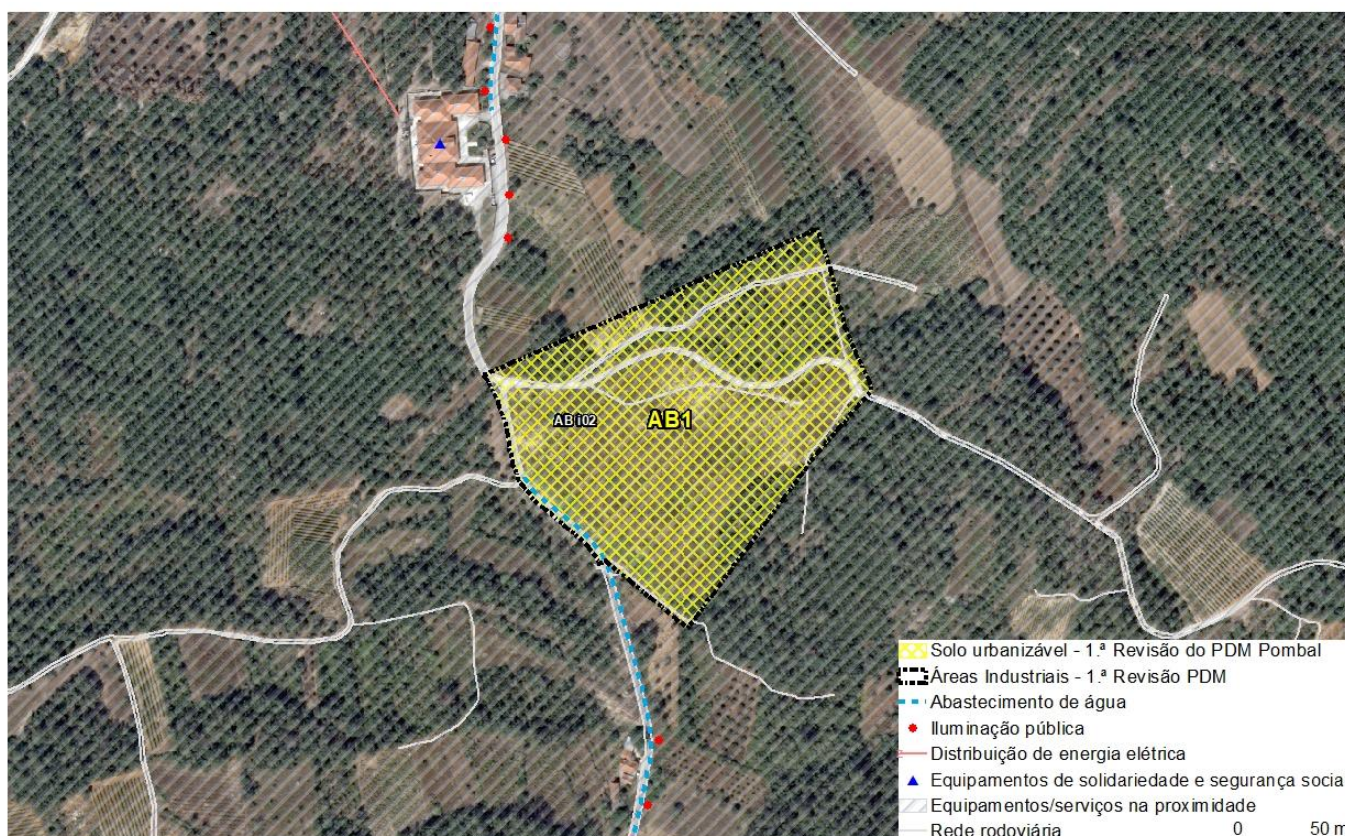 AB i02
AB1
Solo urbanizável - 1.ª Revisão do PDM Pombal
Áreas Industriais - 1.ª Revisão PDM
Abastecimento de água
Iluminação pública
Distribuição de energia elétrica
Equipamentos de solidariedade e segurança social
Equipamentos/serviços na proximidade
Rede rodoviária
0 50 m